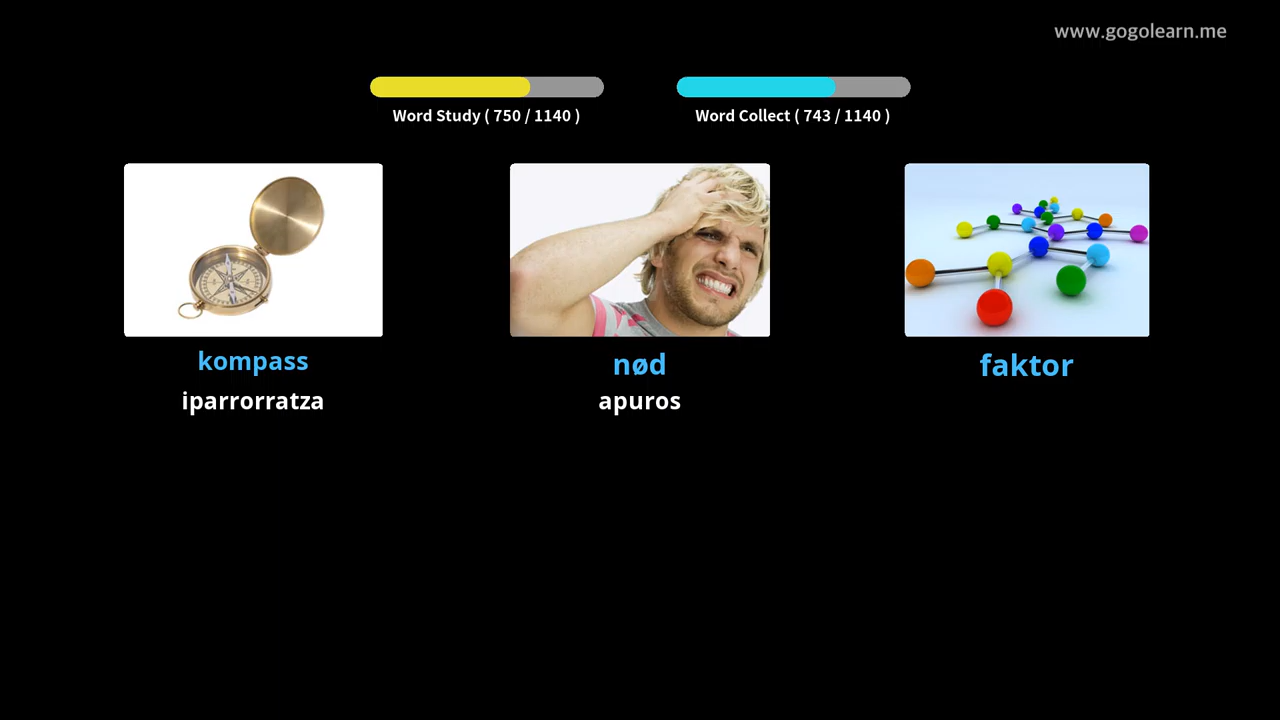 www.gogolearn.me
Word Study ( 750 / 1140 )
Word Collect ( 743 / 1140 )
kompass
iparrorratza
nød
apuros
faktor